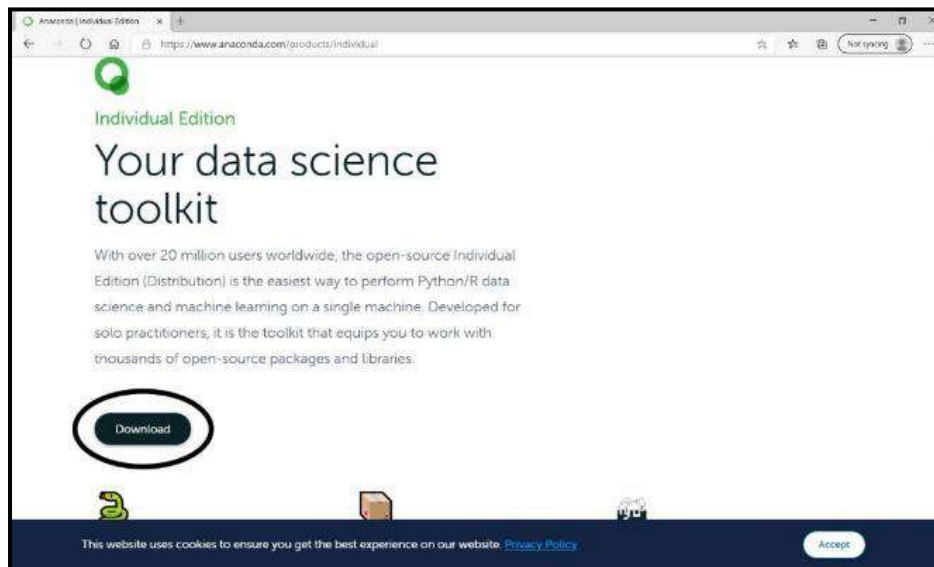 Anaconda | Individual Edition
https://www.anaconda.com/products/individual
Not syncing
Individual Edition
Your data science
toolkit
With over 20 million users worldwide, the open-source Individual
Edition (Distribution) is the easiest way to perform Python/R data
science and machine learning on a single machine. Developed for
solo practitioners, it is the toolkit that equips you to work with
thousands of open-source packages and libraries.
Download
This website uses cookies to ensure you get the best experience on our website. Privacy Policy
Accept